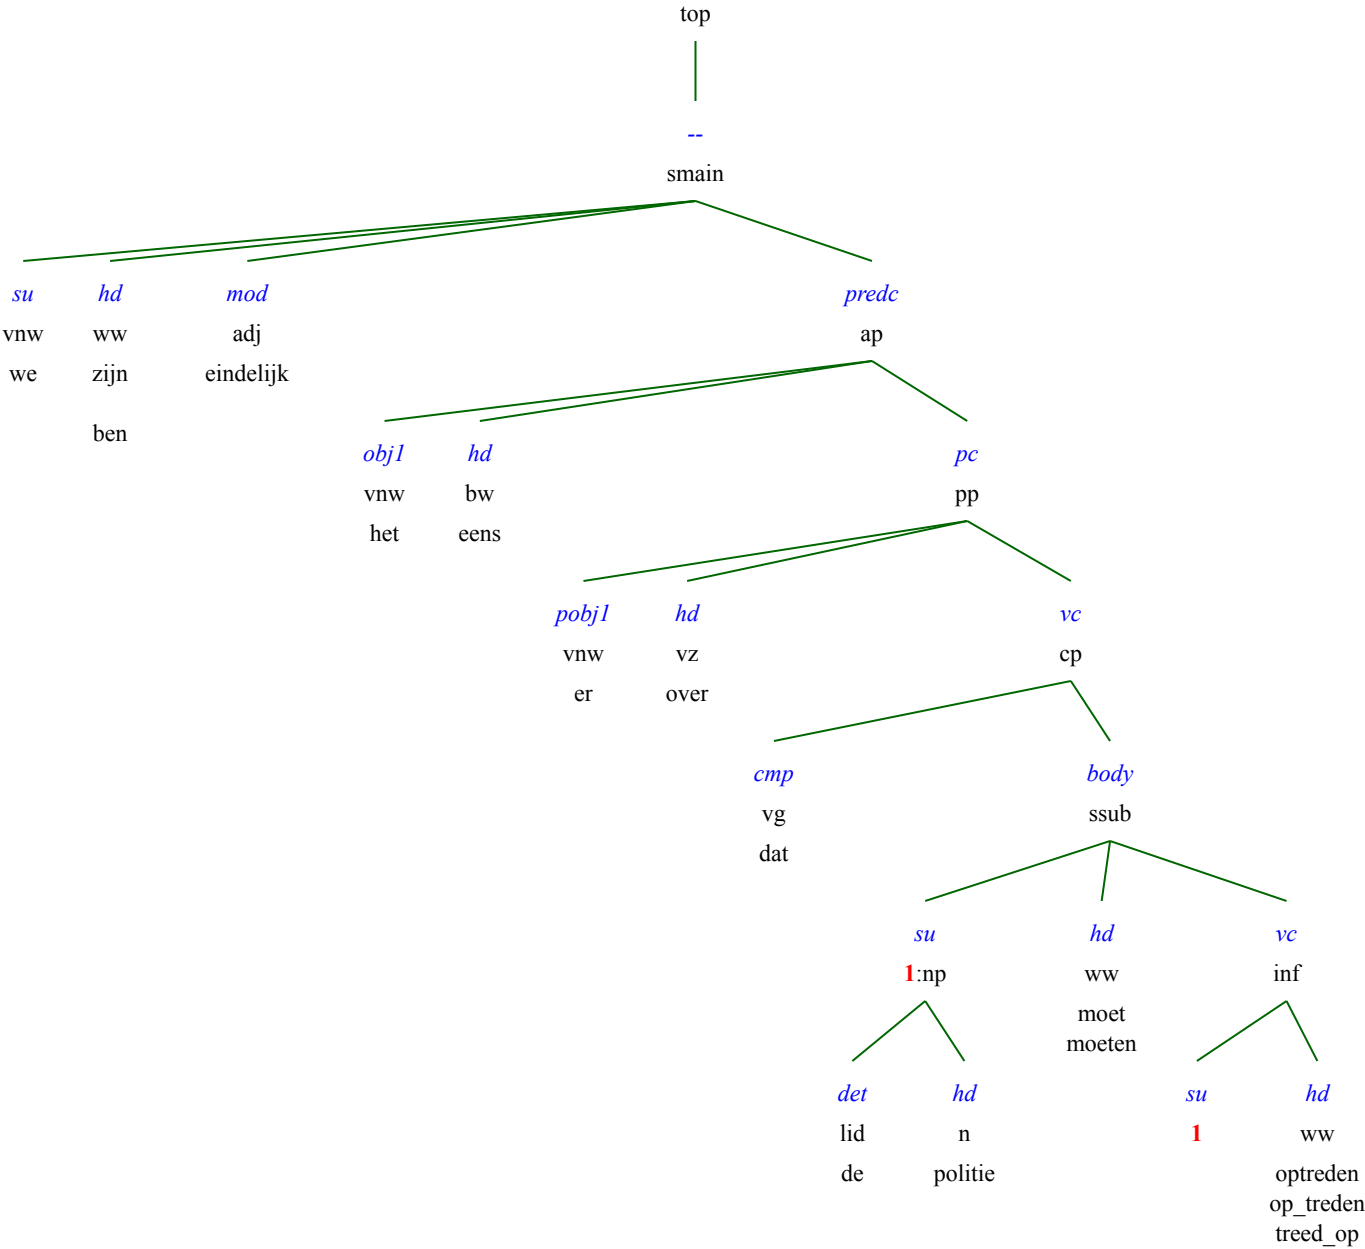 top
--
smain
su hd mod predc
vnw ww adj ap
we zijn eindelijk
ben
obj1 hd pc
vnw bw pp
het eens
pobj1 hd vc
vnw vz cp
er over
cmp body
vg ssub
dat
su hd vc
1:np ww inf
moet
moeten
det hd su hd
lid n 1 ww
de politie optreden
op_treden
treed_op